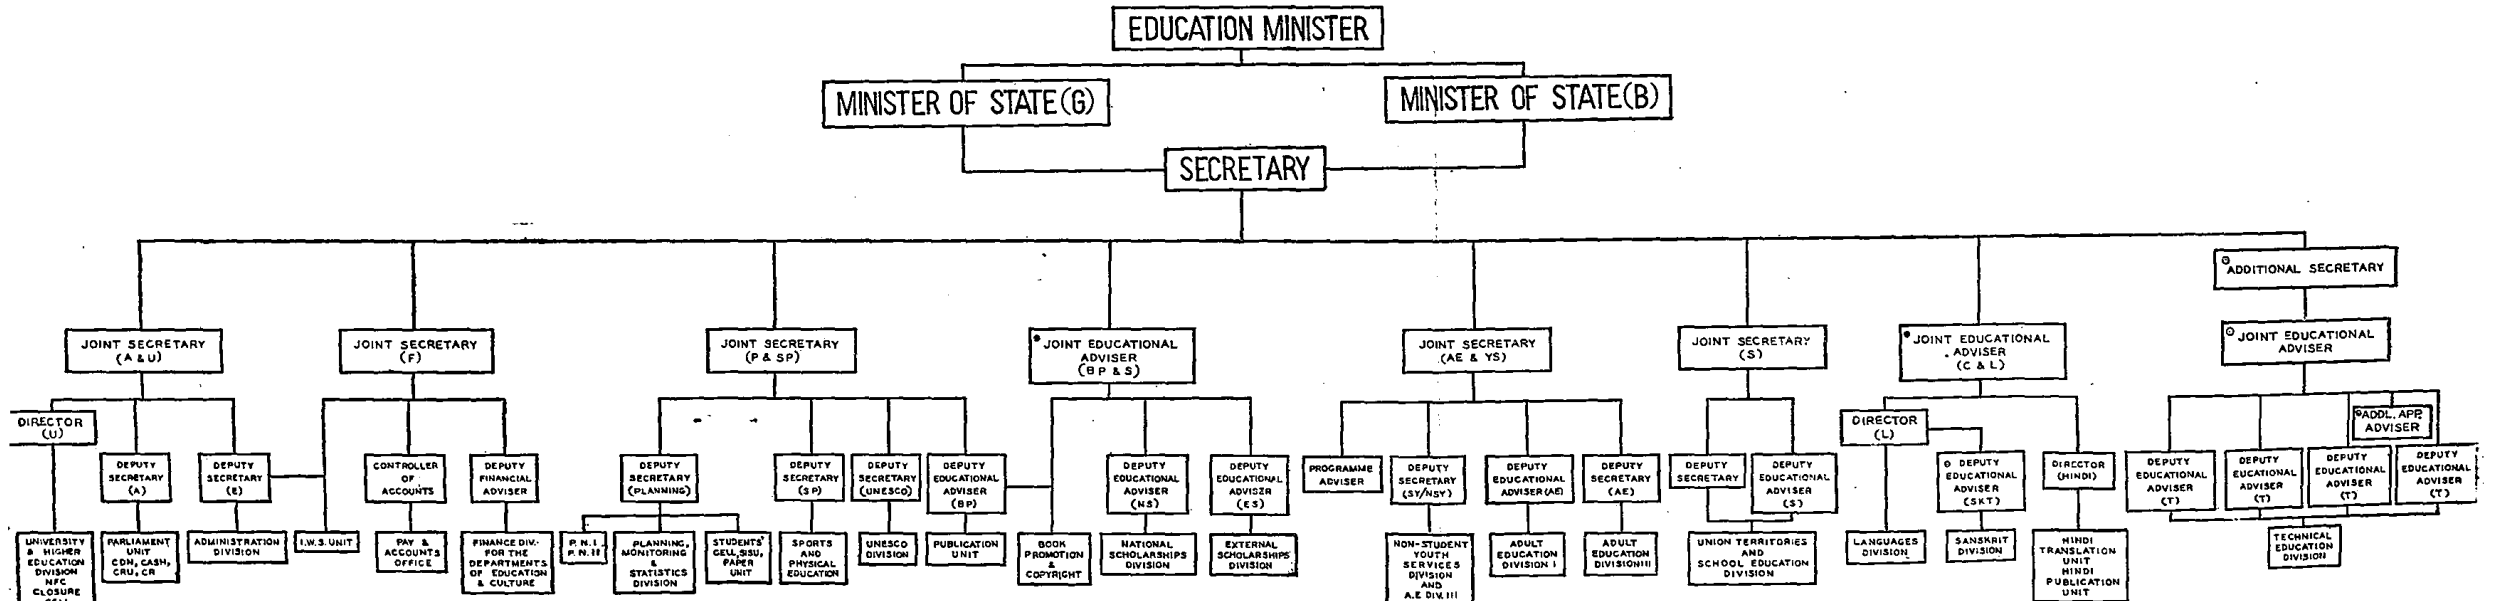 EDUCATION MINISTER
MINISTER OF STATE(G)
MINISTER OF STATE(B)
SECRETARY
ADDITIONAL SECRETARY
JOINT SECRETARY
(A & U)
JOINT SECRETARY
(F)
JOINT SECRETARY
(P & SP)
JOINT EDUCATIONAL
ADVISER
(BP & S)
JOINT SECRETARY
(AE & YS)
JOINT SECRETARY
(S)
JOINT EDUCATIONAL
ADVISER
(C & L)
JOINT EDUCATIONAL
ADVISER
DIRECTOR
(U)
DIRECTOR
(L)
ADDL. APP.
ADVISER
DEPUTY
SECRETARY
(A)
DEPUTY
SECRETARY
(E)
CONTROLLER
OF
ACCOUNTS
DEPUTY
FINANCIAL
ADVISER
DEPUTY
SECRETARY
(PLANNING)
DEPUTY
SECRETARY
(SP)
DEPUTY
SECRETARY
(UNESCO)
DEPUTY
EDUCATIONAL
ADVISER
(BP)
DEPUTY
EDUCATIONAL
ADVISER
(NS)
DEPUTY
EDUCATIONAL
ADVISER
(ES)
PROGRAMME
ADVISER
DEPUTY
SECRETARY
(SY/NSY)
DEPUTY
EDUCATIONAL
ADVISER (AE)
DEPUTY
SECRETARY
(AE)
DEPUTY
SECRETARY
DEPUTY
EDUCATIONAL
ADVISER
(S)
DEPUTY
EDUCATIONAL
ADVISER
(SKT)
DIRECTOR
(HINDI)
DEPUTY
EDUCATIONAL
ADVISER
(T)
DEPUTY
EUCATIONAL
ADVISER
(T)
DEPUTY
EDUCATIONAL
ADVISER
(T)
DEPUTY
EDUCATIONAL
ADVISER
(T)
UNIVERSITY
& HIGHER
EDUCATION
DIVISION
NFC
CLOSURE
PARLIAMENT
UNIT
CDN, CASH,
CRU, CR
ADMINISTRATION
DIVISION
I.W.S. UNIT
PAY &
ACCOUNTS
OFFICE
FINANCE DIV.
FOR THE
DEPARTMENTS
OF EDUCATION
& CULTURE
P. N. I
P. N. II
PLANNING,
MONITORING
&
STATISTICS
DIVISION
STUDENTS'
CELL, SISU,
PAPER
UNIT
SPORTS
AND
PHYSICAL
EDUCATION
UNESCO
DIVISION
PUBLICATION
UNIT
BOOK
PROMOTION
&
COPYRIGHT
NATIONAL
SCHOLARSHIPS
DIVISION
EXTERNAL
SCHOLARSHIPS
DIVISION
NON-STUDENT
YOUTH
SERVICES
DIVISION
AND
A.E DIV. III
ADULT
EDUCATION
DIVISION I
ADULT
EDUCATION
DIVISION III
UNION TERRITORIES
AND
SCHOOL EDUCATION
DIVISION
LANGUAGES
DIVISION
SANSKRIT
DIVISION
HINDI
TRANSLATION
UNIT
HINDI
PUBLICATION
UNIT
TECHNICAL
EDUCATION
DIVISION